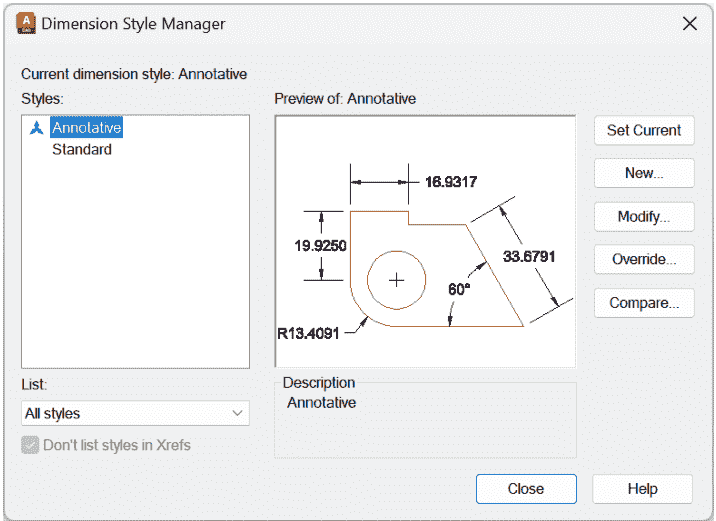 Dimension Style Manager
Current dimension style: Annotative
Styles:
Annotative
Standard
List:
All styles
Don't list styles in Xrefs
Preview of: Annotative
16.9317
19.9250
33.6791
60°
R13.4091
Description
Annotative
Set Current
New...
Modify...
Override...
Compare...
Close
Help